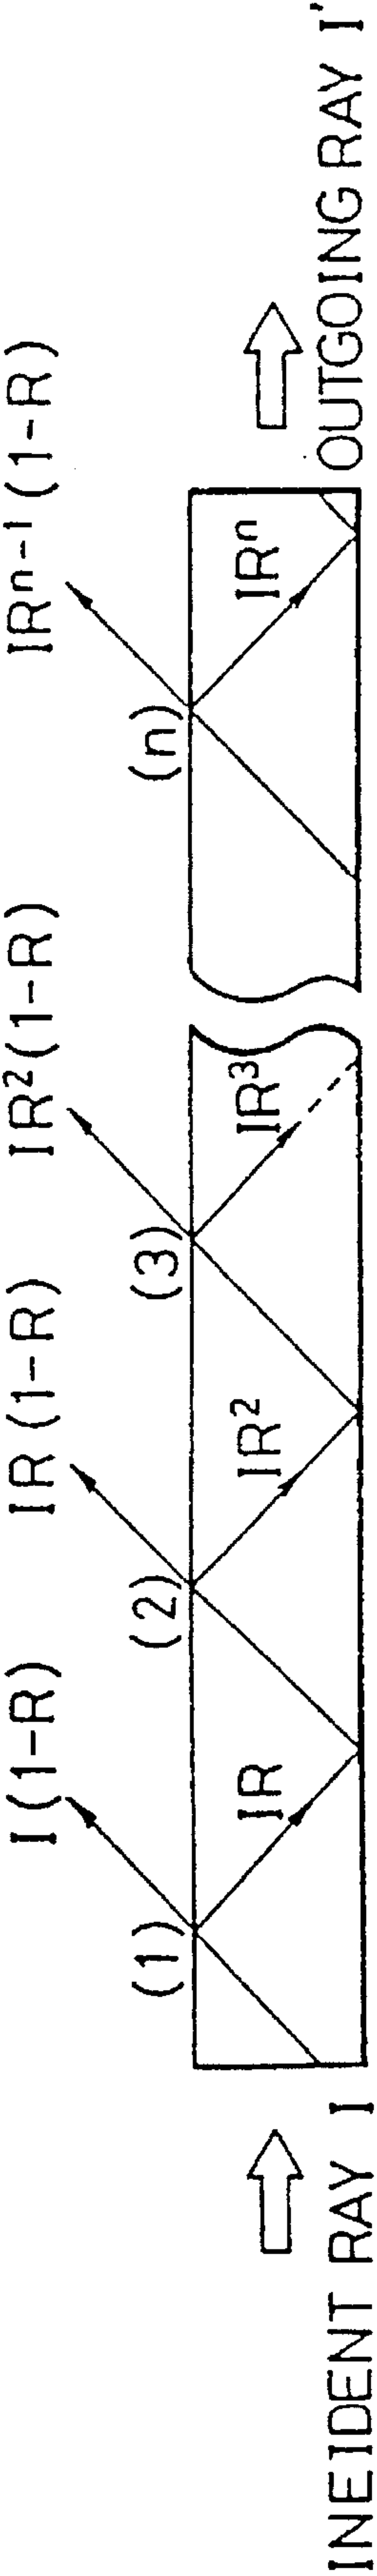 I(1-R)
IR(1-R)
IR²(1-R)
IRⁿ⁻¹(1-R)
(1)
(2)
(3)
(n)
IR
IR²
IR³
IRⁿ
INEIDENT RAY I
OUTGOING RAY I'